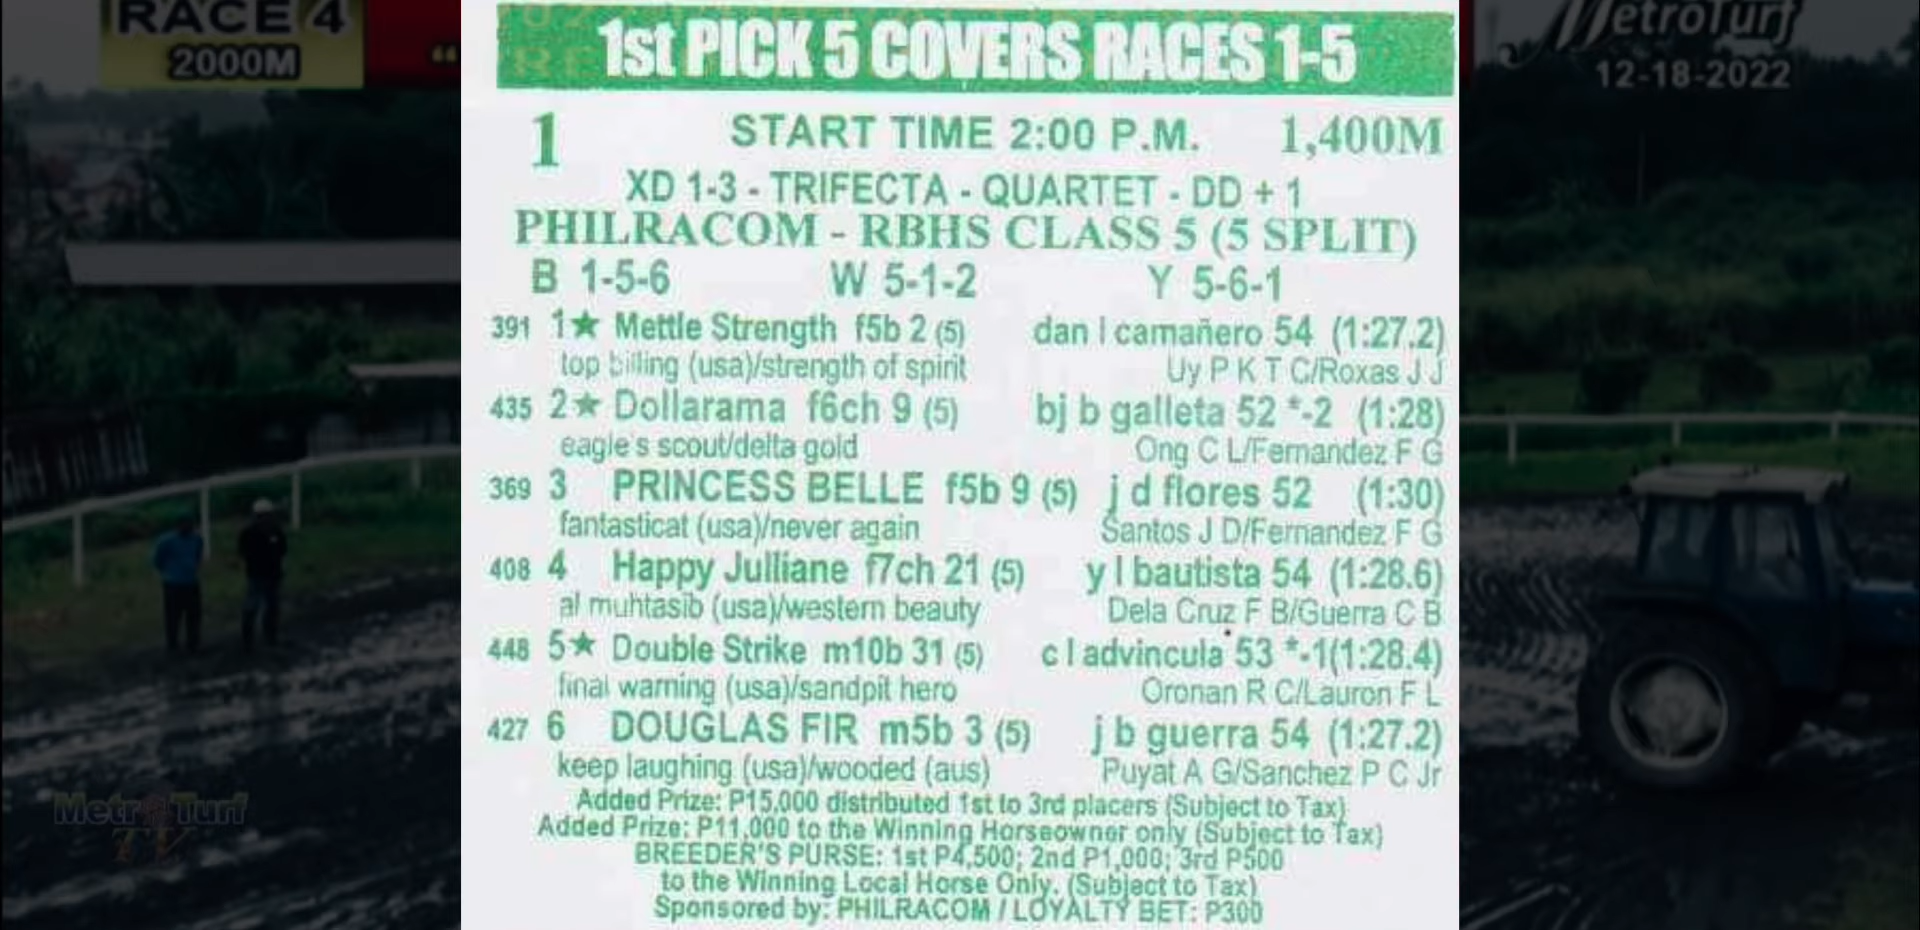 RACE 4
2000M
“
MetroTurf
12-18-2022
1st PICK 5 COVERS RACES 1-5
1 START TIME 2:00 P.M. 1,400M
XD 1-3 - TRIFECTA - QUARTET - DD + 1
PHILRACOM - RBHS CLASS 5 (5 SPLIT)
B 1-5-6 W 5-1-2 Y 5-6-1
391 1★ Mettle Strength f5b 2 (5) dan l camañero 54 (1:27.2)
top billing (usa)/strength of spirit Uy P K T C/Roxas J J
435 2★ Dollarama f6ch 9 (5) bj b galleta 52 *-2 (1:28)
eagle's scout/delta gold Ong C L/Fernandez F G
369 3 PRINCESS BELLE f5b 9 (5) j d flores 52 (1:30)
fantasticat (usa)/never again Santos J D/Fernandez F G
408 4 Happy Julliane f7ch 21 (5) y l bautista 54 (1:28.6)
al muhtasib (usa)/western beauty Dela Cruz F B/Guerra C B
448 5★ Double Strike m10b 31 (5) c l advincula 53 *-1(1:28.4)
final warning (usa)/sandpit hero Oronan R C/Lauron F L
427 6 DOUGLAS FIR m5b 3 (5) j b guerra 54 (1:27.2)
keep laughing (usa)/wooded (aus) Puyat A G/Sanchez P C Jr
Added Prize: P15,000 distributed 1st to 3rd placers (Subject to Tax)
Added Prize: P11,000 to the Winning Horseowner only (Subject to Tax)
BREEDER'S PURSE: 1st P4,500; 2nd P1,000; 3rd P500
to the Winning Local Horse Only. (Subject to Tax)
Sponsored by: PHILRACOM / LOYALTY BET: P300
MetroTurf
TV